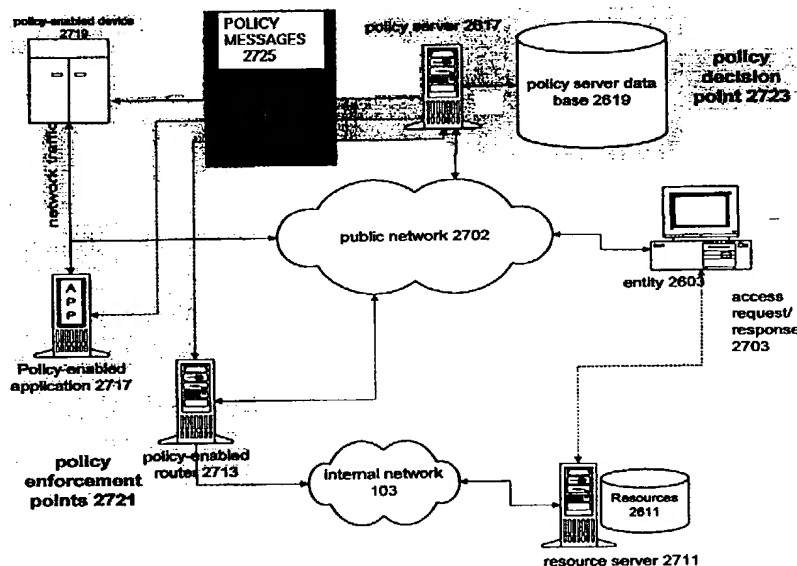 policy-enabled device
2719
POLICY
MESSAGES
2725
policy server 2617
policy server data
base 2619
policy
decision
point 2723
network traffic
public network 2702
entity 2603
access
request/
response
2703
A
P
P
Policy-enabled
application 2717
policy-enabled
router 2713
policy
enforcement
points 2721
internal network
103
Resources
2611
resource server 2711